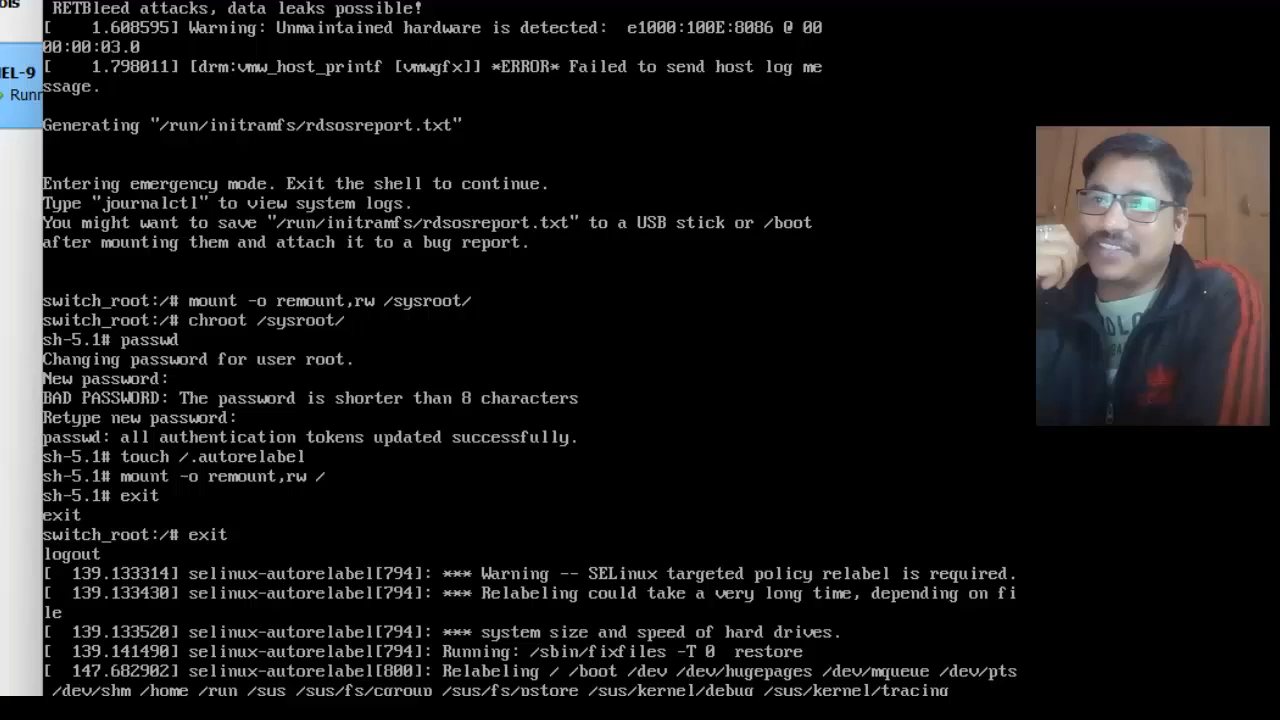 ols
RETBleed attacks, data leaks possible!
[    1.608595] Warning: Unmaintained hardware is detected:  e1000:100E:8086 @ 00
00:00:03.0
HEL-9
[    1.798011] [drm:vmw_host_printf [vmwgfx]] *ERROR* Failed to send host log me
ssage.
Runn
Generating "/run/initramfs/rdsosreport.txt"
Entering emergency mode. Exit the shell to continue.
Type "journalctl" to view system logs.
You might want to save "/run/initramfs/rdsosreport.txt" to a USB stick or /boot
after mounting them and attach it to a bug report.
switch_root:/# mount -o remount,rw /sysroot/
switch_root:/# chroot /sysroot/
sh-5.1# passwd
Changing password for user root.
New password:
BAD PASSWORD: The password is shorter than 8 characters
Retype new password:
passwd: all authentication tokens updated successfully.
sh-5.1# touch /.autorelabel
sh-5.1# mount -o remount,rw /
sh-5.1# exit
exit
switch_root:/# exit
logout
[  139.133314] selinux-autorelabel[794]: *** Warning -- SELinux targeted policy relabel is required.
[  139.133430] selinux-autorelabel[794]: *** Relabeling could take a very long time, depending on fi
le
[  139.133520] selinux-autorelabel[794]: *** system size and speed of hard drives.
[  139.141490] selinux-autorelabel[794]: Running: /sbin/fixfiles -T 0  restore
[  147.682902] selinux-autorelabel[800]: Relabeling / /boot /dev /dev/hugepages /dev/mqueue /dev/pts
/dev/shm /home /run /sys /sys/fs/cgroup /sys/fs/pstore /sys/kernel/debug /sys/kernel/tracing